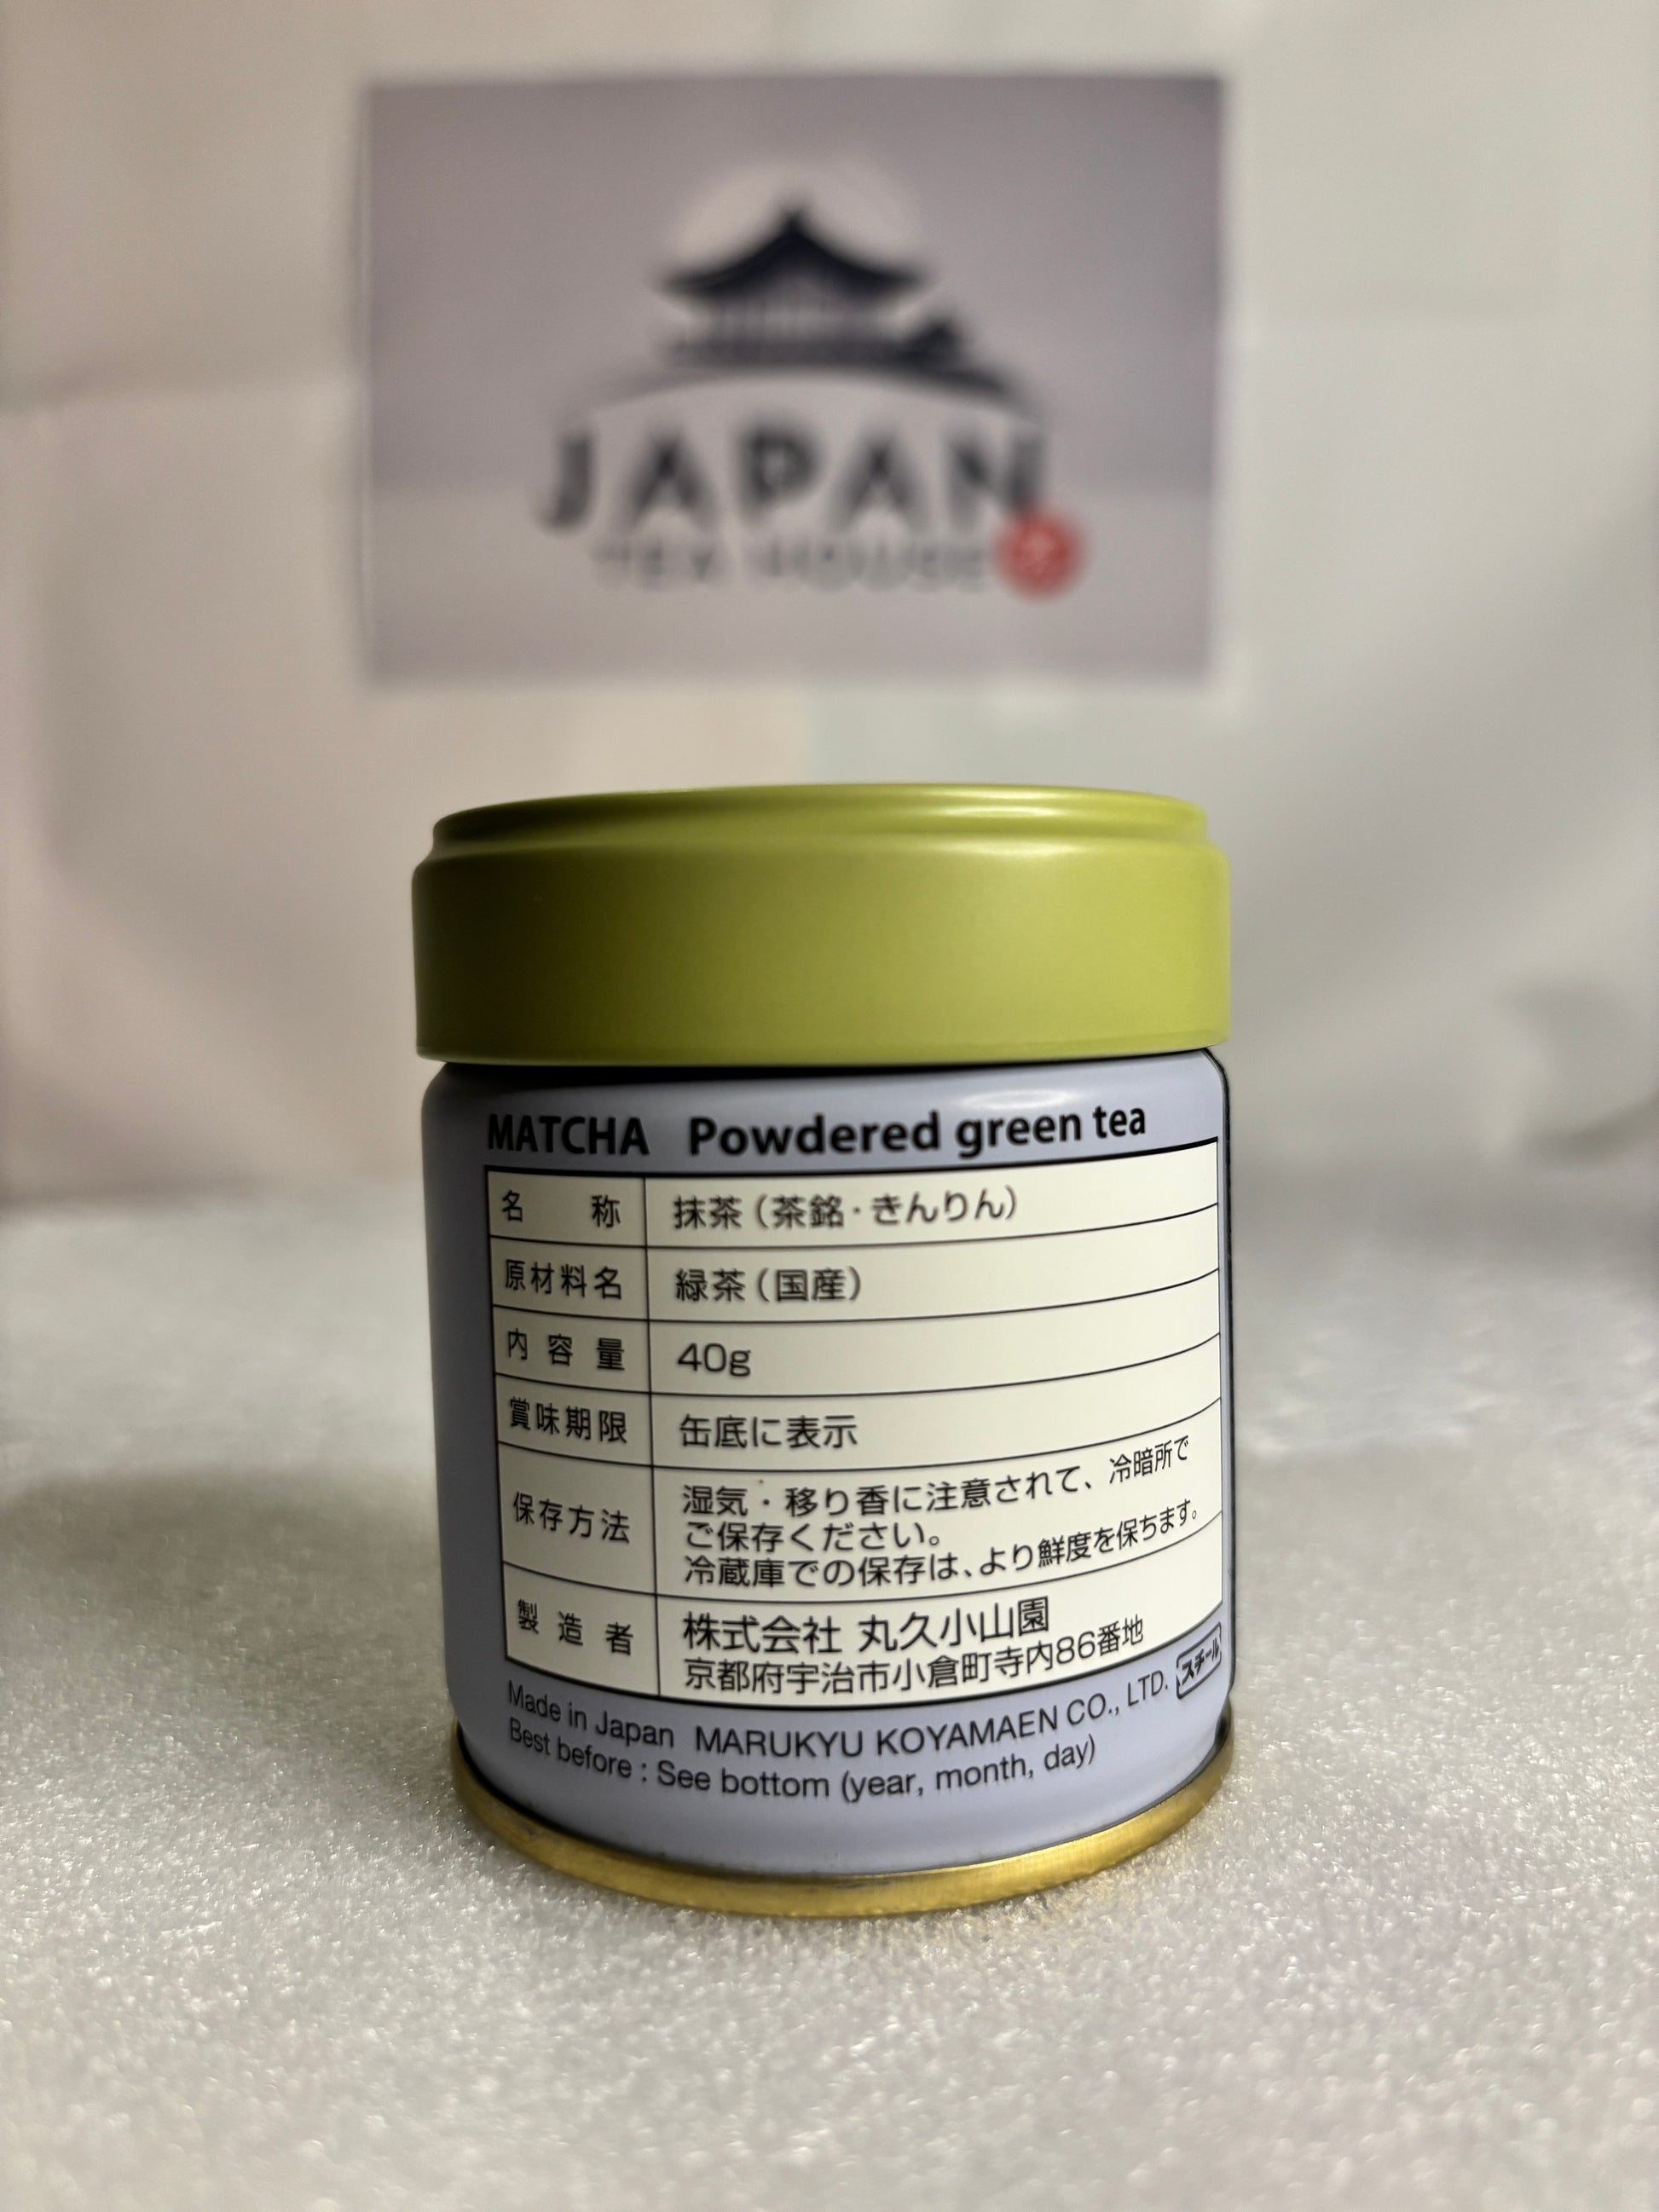 JAPAN
TEA HOUSE
MATCHA Powdered green tea
名称 抹茶（茶銘・きんりん）
原材料名 緑茶（国産）
内容量 40g
賞味期限 缶底に表示
保存方法 湿気・移り香に注意されて、冷暗所で
ご保存ください。
冷蔵庫での保存は、より鮮度を保ちます。
製造者 株式会社 丸久小山園
京都府宇治市小倉町寺内86番地
Made in Japan MARUKYU KOYAMAEN CO., LTD. スチール
Best before : See bottom (year, month, day)